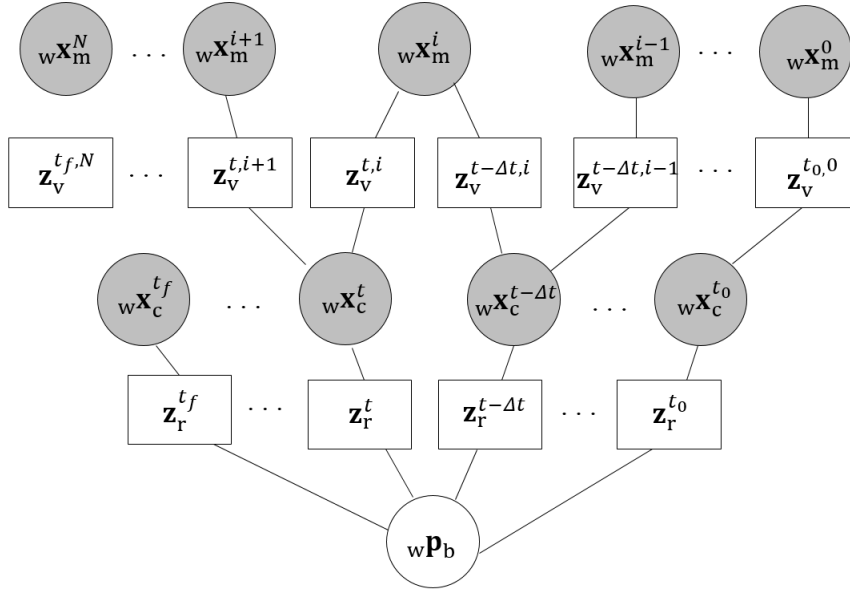 wx_m^N . . . wx_m^{i+1} wx_m^i wx_m^{i−1} . . . wx_m^0
z_v^{t_f,N} . . . z_v^{t,i+1} z_v^{t,i} z_v^{t−Δt,i} z_v^{t−Δt,i−1} . . . z_v^{t_0,0}
wx_c^{t_f} . . . wx_c^t wx_c^{t−Δt} . . . wx_c^{t_0}
z_r^{t_f} . . . z_r^t z_r^{t−Δt} . . . z_r^{t_0}
wp_b